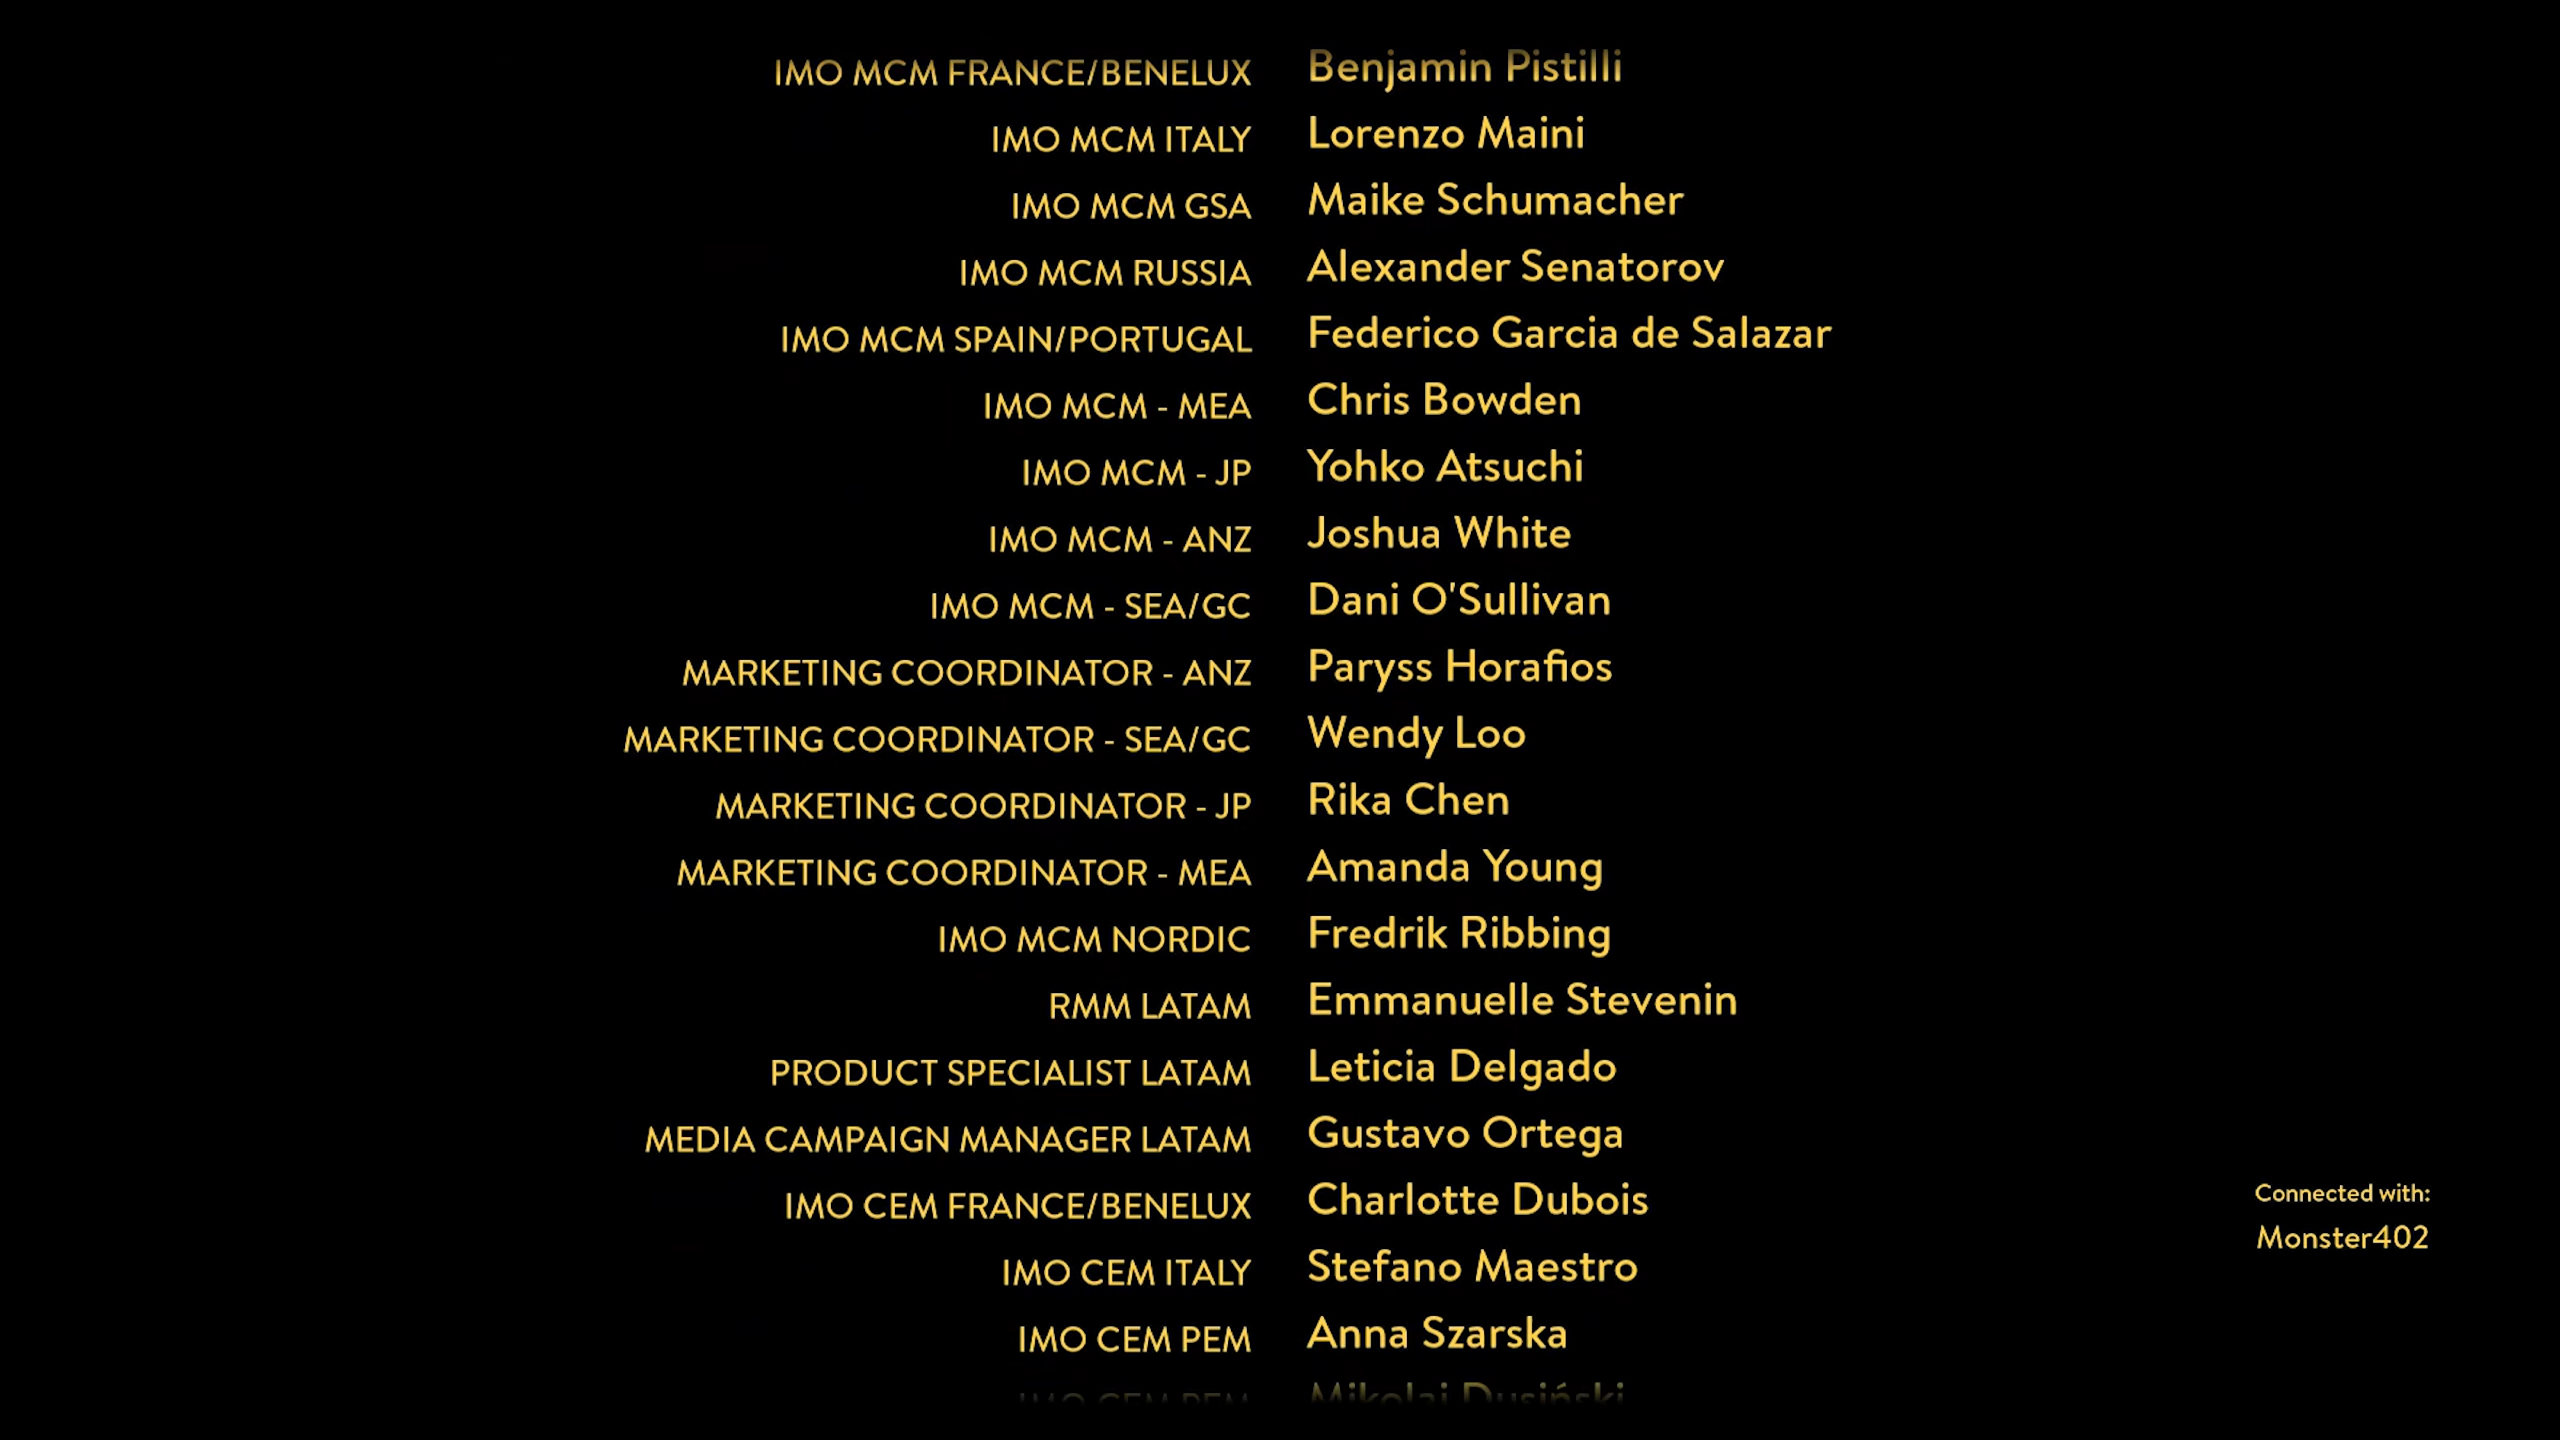 IMO MCM FRANCE/BENELUX Benjamin Pistilli
IMO MCM ITALY Lorenzo Maini
IMO MCM GSA Maike Schumacher
IMO MCM RUSSIA Alexander Senatorov
IMO MCM SPAIN/PORTUGAL Federico Garcia de Salazar
IMO MCM - MEA Chris Bowden
IMO MCM - JP Yohko Atsuchi
IMO MCM - ANZ Joshua White
IMO MCM - SEA/GC Dani O'Sullivan
MARKETING COORDINATOR - ANZ Paryss Horafios
MARKETING COORDINATOR - SEA/GC Wendy Loo
MARKETING COORDINATOR - JP Rika Chen
MARKETING COORDINATOR - MEA Amanda Young
IMO MCM NORDIC Fredrik Ribbing
RMM LATAM Emmanuelle Stevenin
PRODUCT SPECIALIST LATAM Leticia Delgado
MEDIA CAMPAIGN MANAGER LATAM Gustavo Ortega
IMO CEM FRANCE/BENELUX Charlotte Dubois
IMO CEM ITALY Stefano Maestro
IMO CEM PEM Anna Szarska
IMO CEM PEM Mikolaj Dusiński
Connected with:
Monster402